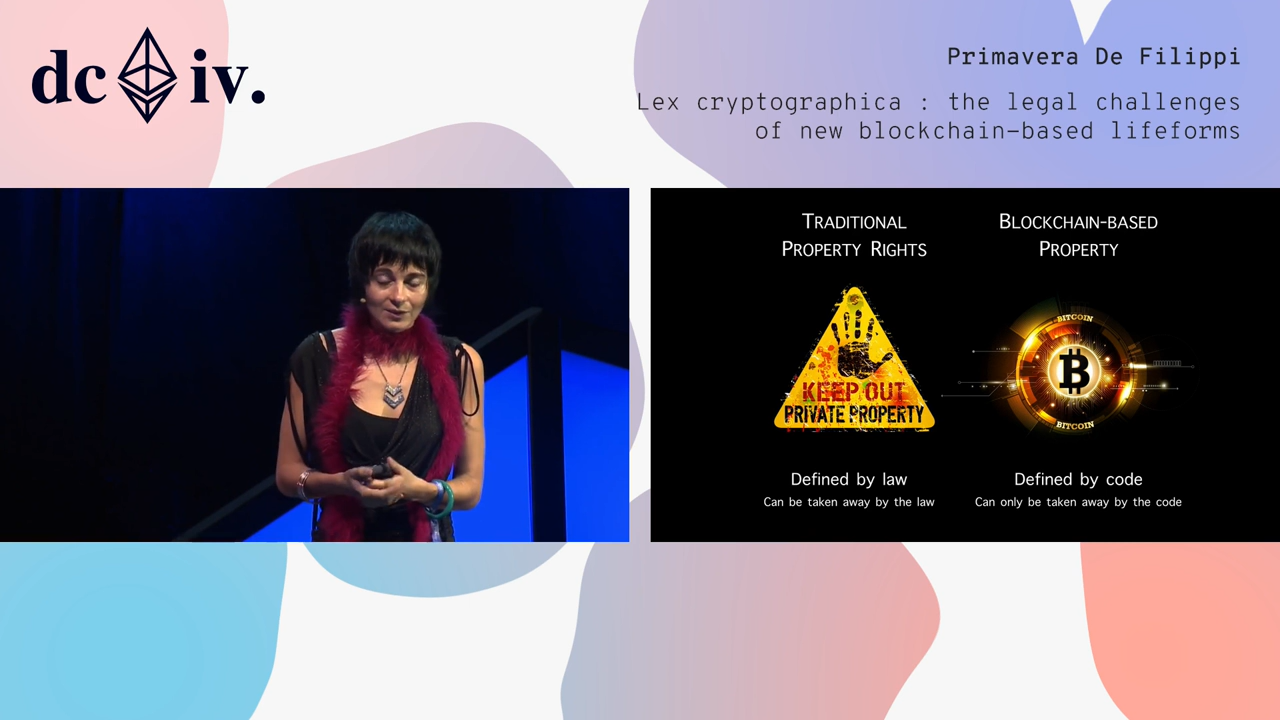 dc iv.
Primavera De Filippi
Lex cryptographica : the legal challenges
of new blockchain-based lifeforms
Traditional
Property Rights
Blockchain-based
Property
KEEP OUT
PRIVATE PROPERTY
BITCOIN
B
BITCOIN
Defined by law
Can be taken away by the law
Defined by code
Can only be taken away by the code